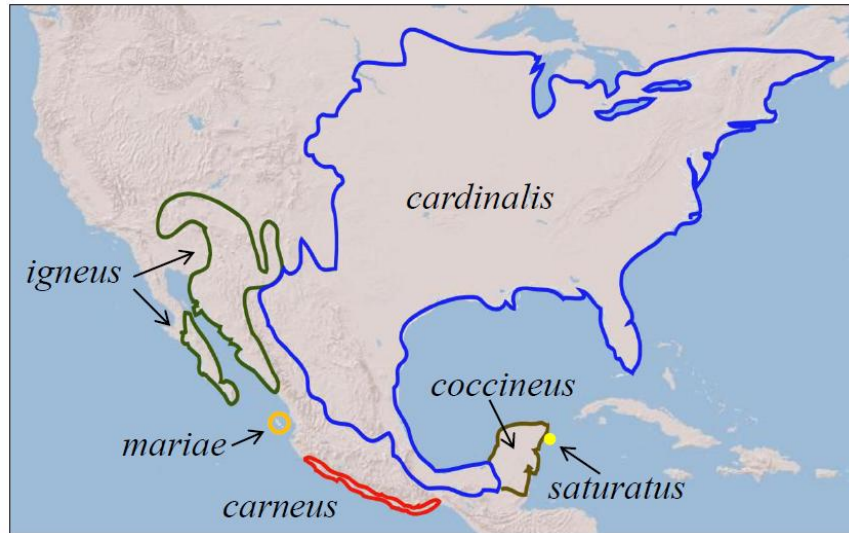 cardinalis
igneus
coccineus
mariae
saturatus
carneus